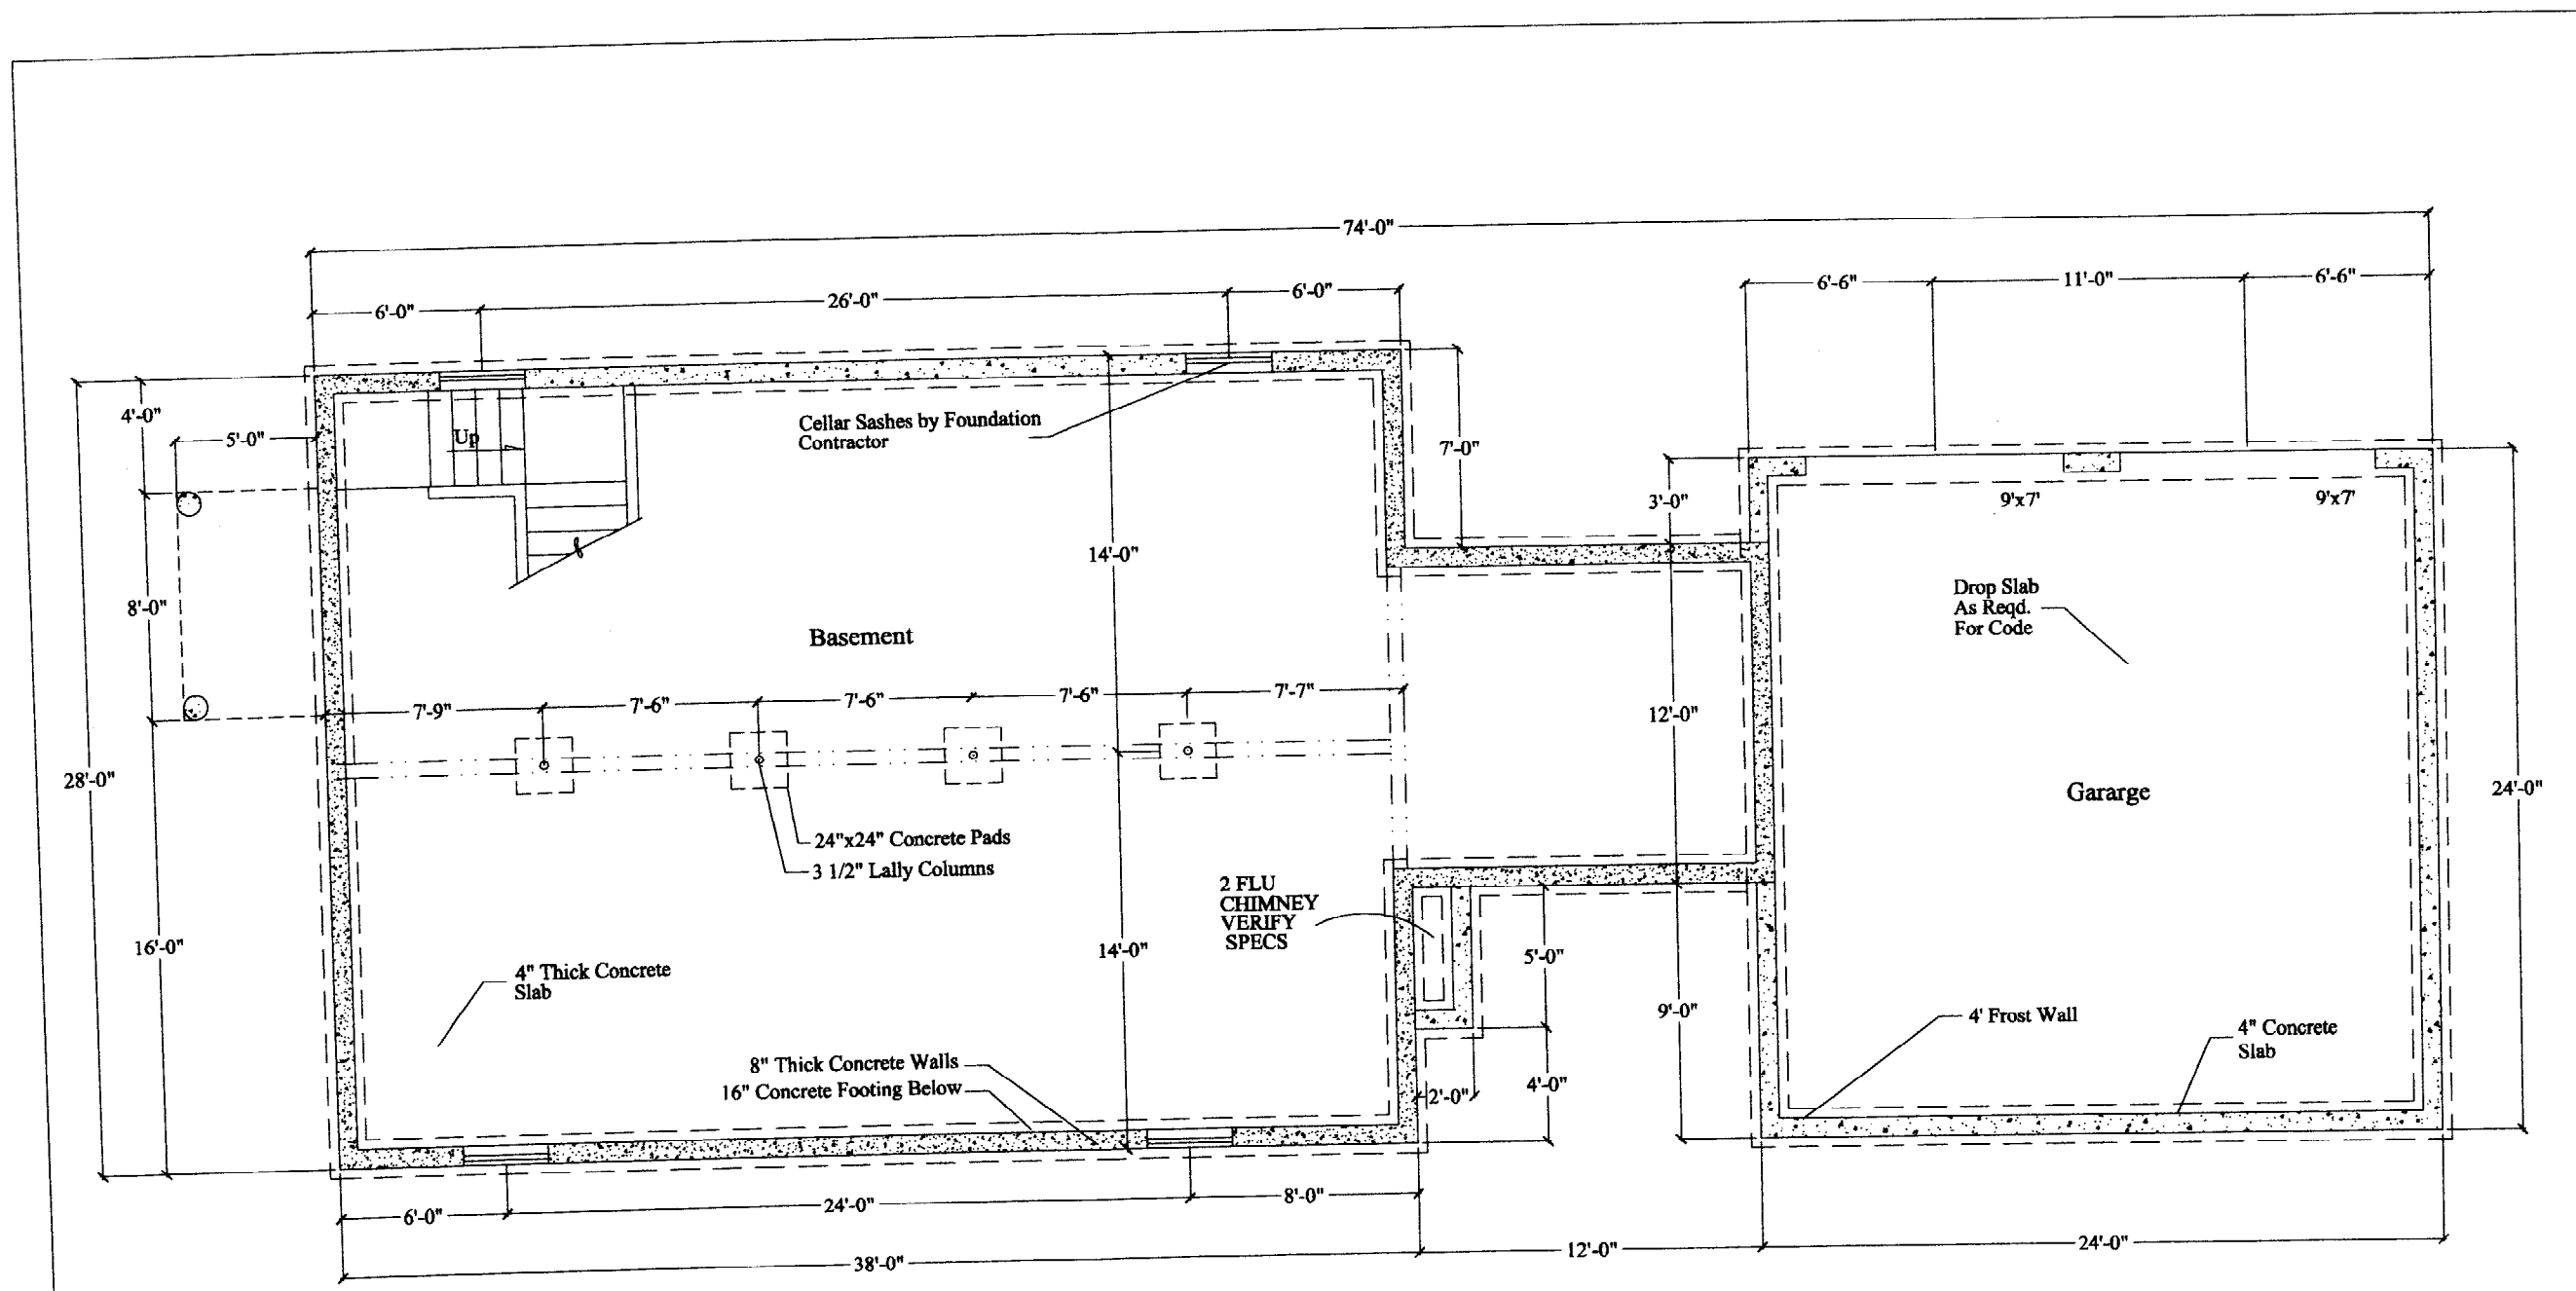 74'-0"
6'-0"
26'-0"
6'-0"
6'-6"
11'-0"
6'-6"
4'-0"
5'-0"
Up
Cellar Sashes by Foundation
Contractor
7'-0"
3'-0"
9'x7'
9'x7'
14'-0"
8'-0"
Basement
Drop Slab
As Reqd.
For Code
7'-9"
7'-6"
7'-6"
7'-6"
7'-7"
12'-0"
28'-0"
Gararge
24'-0"
24"x24" Concrete Pads
3 1/2" Lally Columns
2 FLU
CHIMNEY
VERIFY
SPECS
16'-0"
14'-0"
5'-0"
4" Thick Concrete
Slab
9'-0"
4' Frost Wall
4" Concrete
Slab
8" Thick Concrete Walls
16" Concrete Footing Below
2'-0"
4'-0"
6'-0"
24'-0"
8'-0"
38'-0"
12'-0"
24'-0"